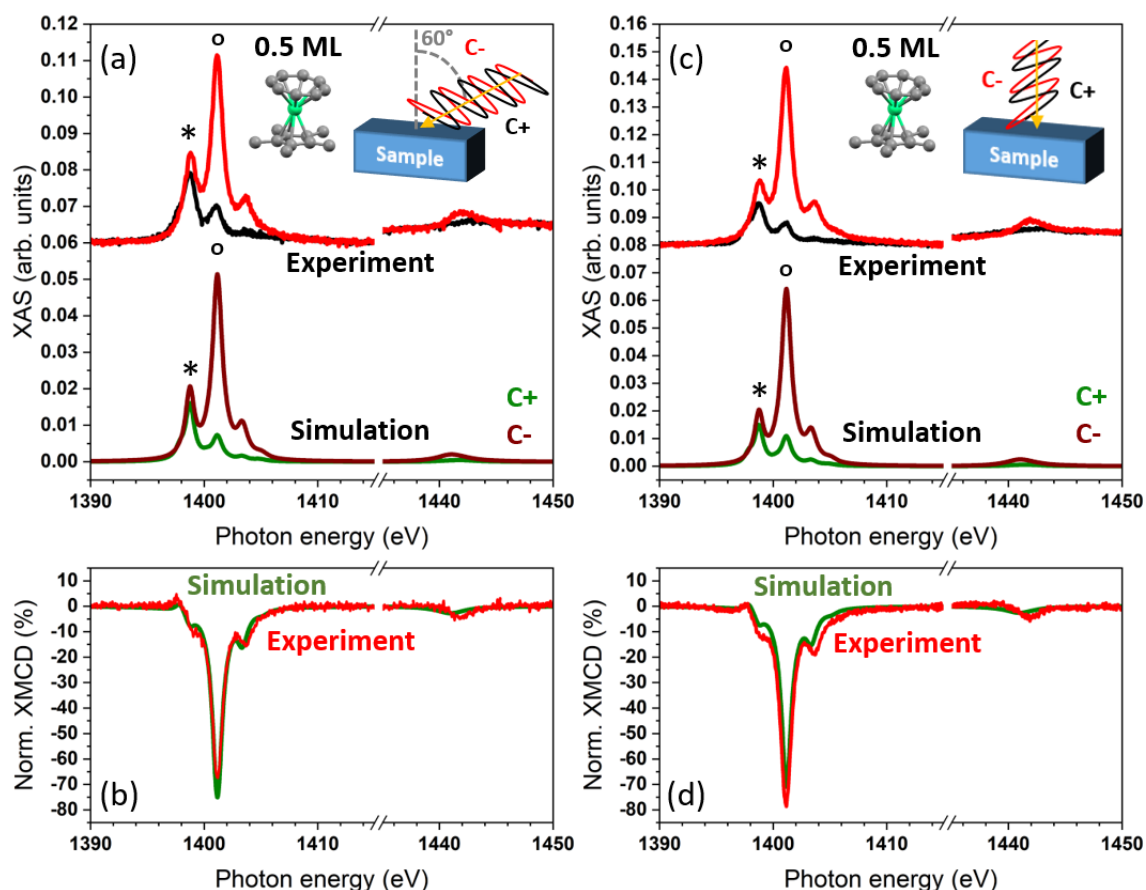 (a)
0.5 ML
60°
C-
C+
Sample
o
*
Experiment
o
*
Simulation
C+
C-
XAS (arb. units)
0.12
0.11
0.10
0.09
0.08
0.07
0.06
0.05
0.04
0.03
0.02
0.01
0.00
1390 1400 1410 1440 1450
Photon energy (eV)
(c)
0.5 ML
C-
C+
Sample
o
*
Experiment
o
*
Simulation
C+
C-
XAS (arb. units)
0.16
0.15
0.14
0.13
0.12
0.11
0.10
0.09
0.08
0.07
0.06
0.05
0.04
0.03
0.02
0.01
0.00
1390 1400 1410 1440 1450
Photon energy (eV)
(b)
Simulation
Experiment
Norm. XMCD (%)
10
0
-10
-20
-30
-40
-50
-60
-70
-80
1390 1400 1410 1440 1450
Photon energy (eV)
(d)
Simulation
Experiment
Norm. XMCD (%)
10
0
-10
-20
-30
-40
-50
-60
-70
-80
1390 1400 1410 1440 1450
Photon energy (eV)